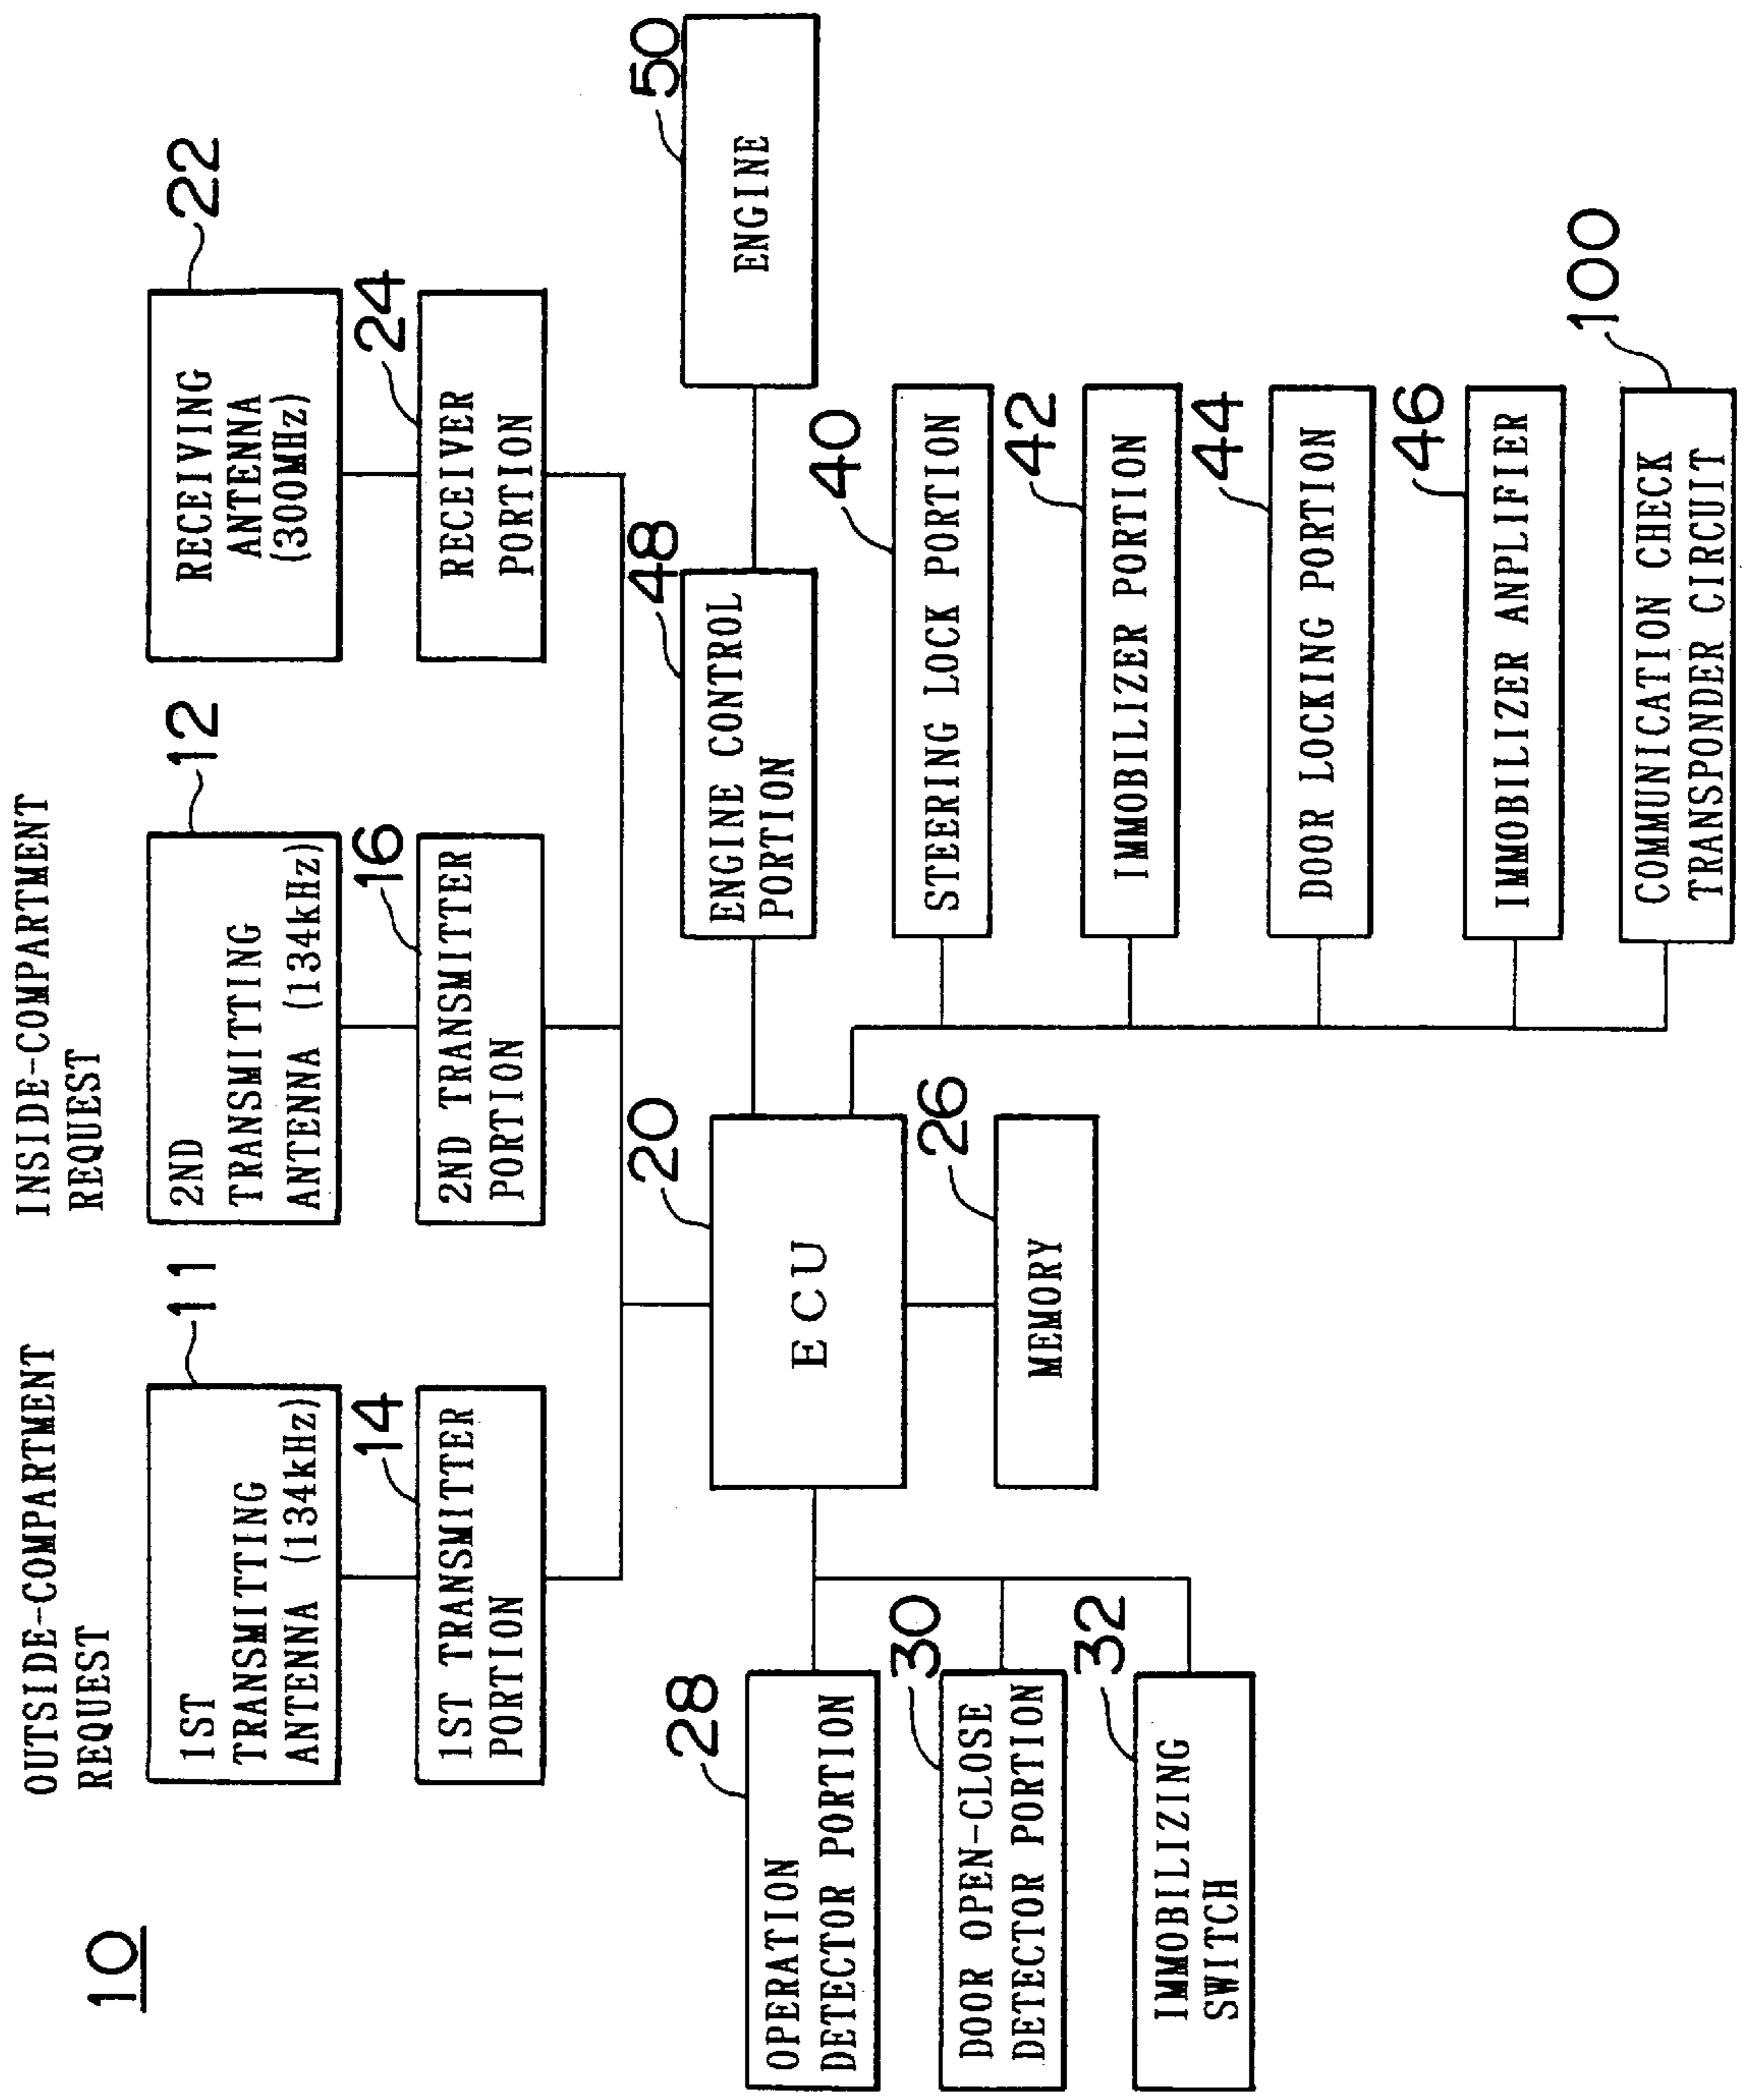 10
OUTSIDE-COMPARTMENT
REQUEST
INSIDE-COMPARTMENT
REQUEST
11
1ST
TRANSMITTING
ANTENNA (134kHz)
12
2ND
TRANSMITTING
ANTENNA (134kHz)
22
RECEIVING
ANTENNA
(300MHz)
14
1ST TRANSMITTER
PORTION
16
2ND TRANSMITTER
PORTION
24
RECEIVER
PORTION
28
OPERATION
DETECTOR PORTION
20
ECU
48
ENGINE CONTROL
PORTION
50
ENGINE
30
DOOR OPEN-CLOSE
DETECTOR PORTION
26
MEMORY
40
STEERING LOCK PORTION
32
IMMOBILIZING
SWITCH
42
IMMOBILIZER PORTION
44
DOOR LOCKING PORTION
46
IMMOBILIZER ANPLIFIER
100
COMMUNICATION CHECK
TRANSPONDER CIRCUIT